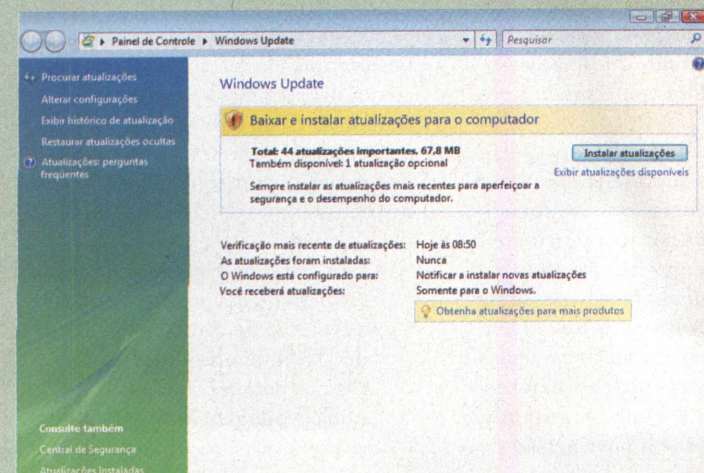 Painel de Controle ▸ Windows Update
Pesquisar
Procurar atualizações
Alterar configurações
Exibir histórico de atualização
Restaurar atualizações ocultas
Atualizações: perguntas
freqüentes
Windows Update
Baixar e instalar atualizações para o computador
Total: 44 atualizações importantes, 67,8 MB
Também disponível: 1 atualização opcional
Instalar atualizações
Exibir atualizações disponíveis
Sempre instalar as atualizações mais recentes para aperfeiçoar a
segurança e o desempenho do computador.
Verificação mais recente de atualizações: Hoje às 08:50
As atualizações foram instaladas: Nunca
O Windows está configurado para: Notificar a instalar novas atualizações
Você receberá atualizações: Somente para o Windows.
Obtenha atualizações para mais produtos
Consulte também
Central de Segurança
Atualizações Instaladas